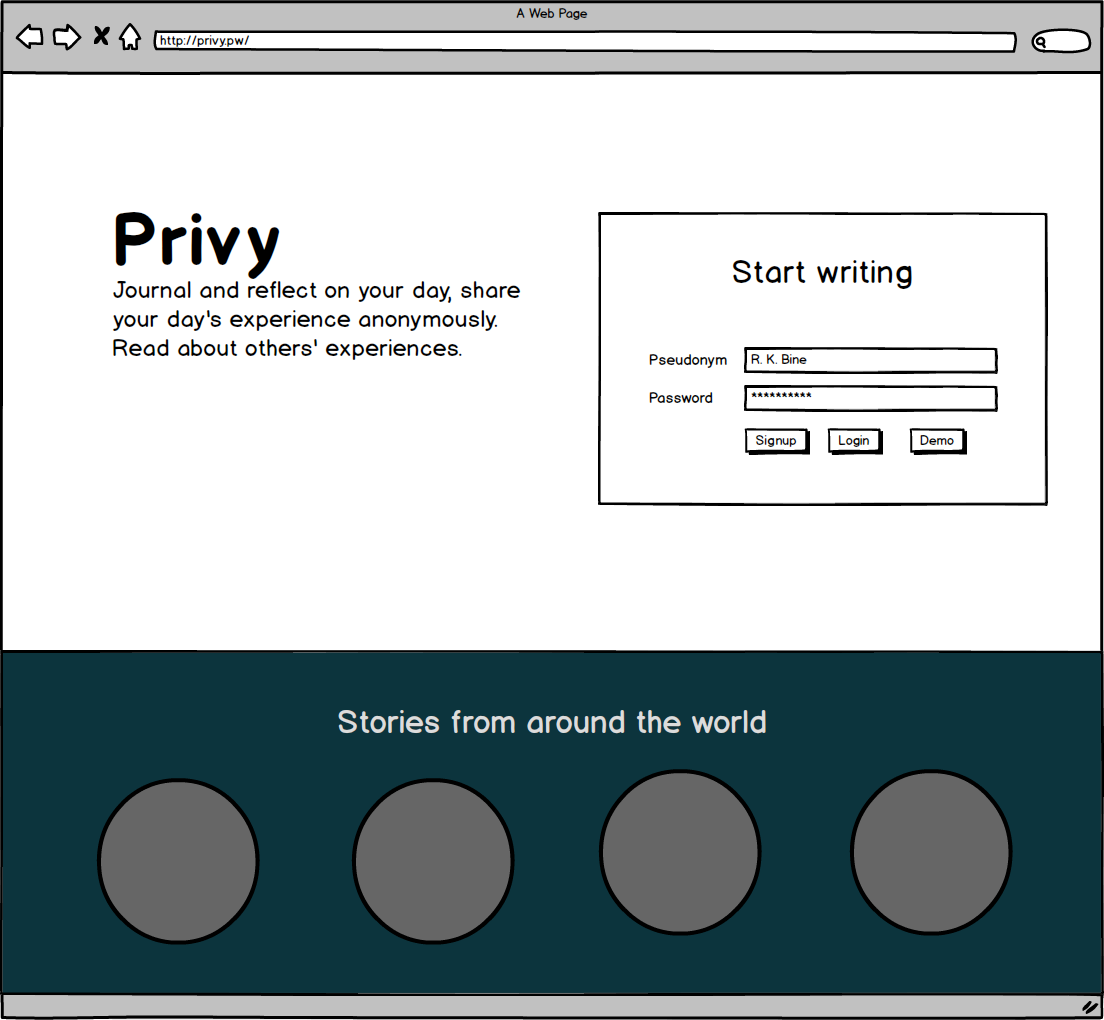 A Web Page
http://privy.pw/
Privy
Journal and reflect on your day, share
your day's experience anonymously.
Read about others' experiences.
Start writing
Pseudonym R. K. Bine
Password **********
Signup Login Demo
Stories from around the world